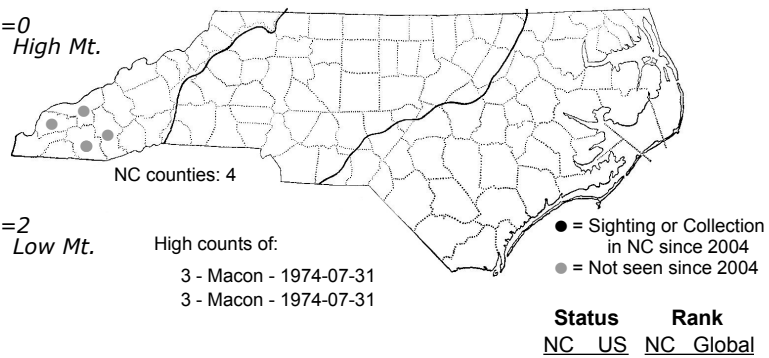 =0
High Mt.
NC counties: 4
=2
Low Mt.
High counts of:
3 - Macon - 1974-07-31
3 - Macon - 1974-07-31
= Sighting or Collection
in NC since 2004
= Not seen since 2004
Status Rank
NC US NC Global